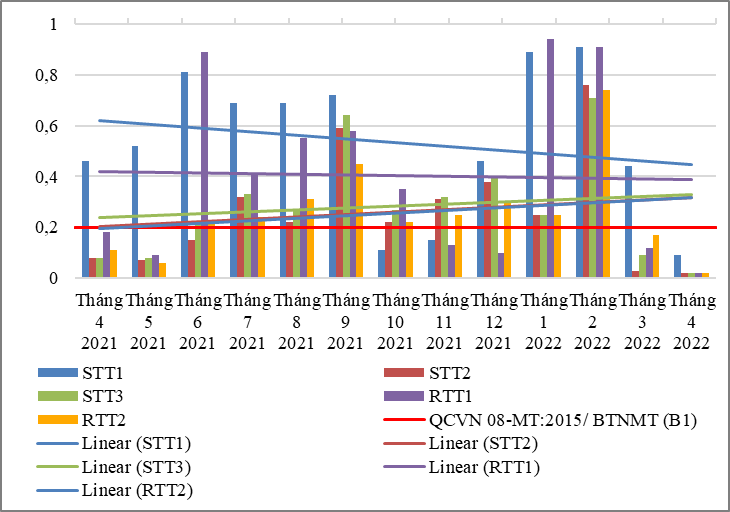 1
0,8
0,6
0,4
0,2
0
Tháng Tháng Tháng Tháng Tháng Tháng Tháng Tháng Tháng Tháng Tháng Tháng Tháng
4 5 6 7 8 9 10 11 12 1 2 3 4
2021 2021 2021 2021 2021 2021 2021 2021 2021 2022 2022 2022 2022
STT1 STT2
STT3 RTT1
RTT2 QCVN 08-MT:2015/ BTNMT (B1)
Linear (STT1) Linear (STT2)
Linear (STT3) Linear (RTT1)
Linear (RTT2)